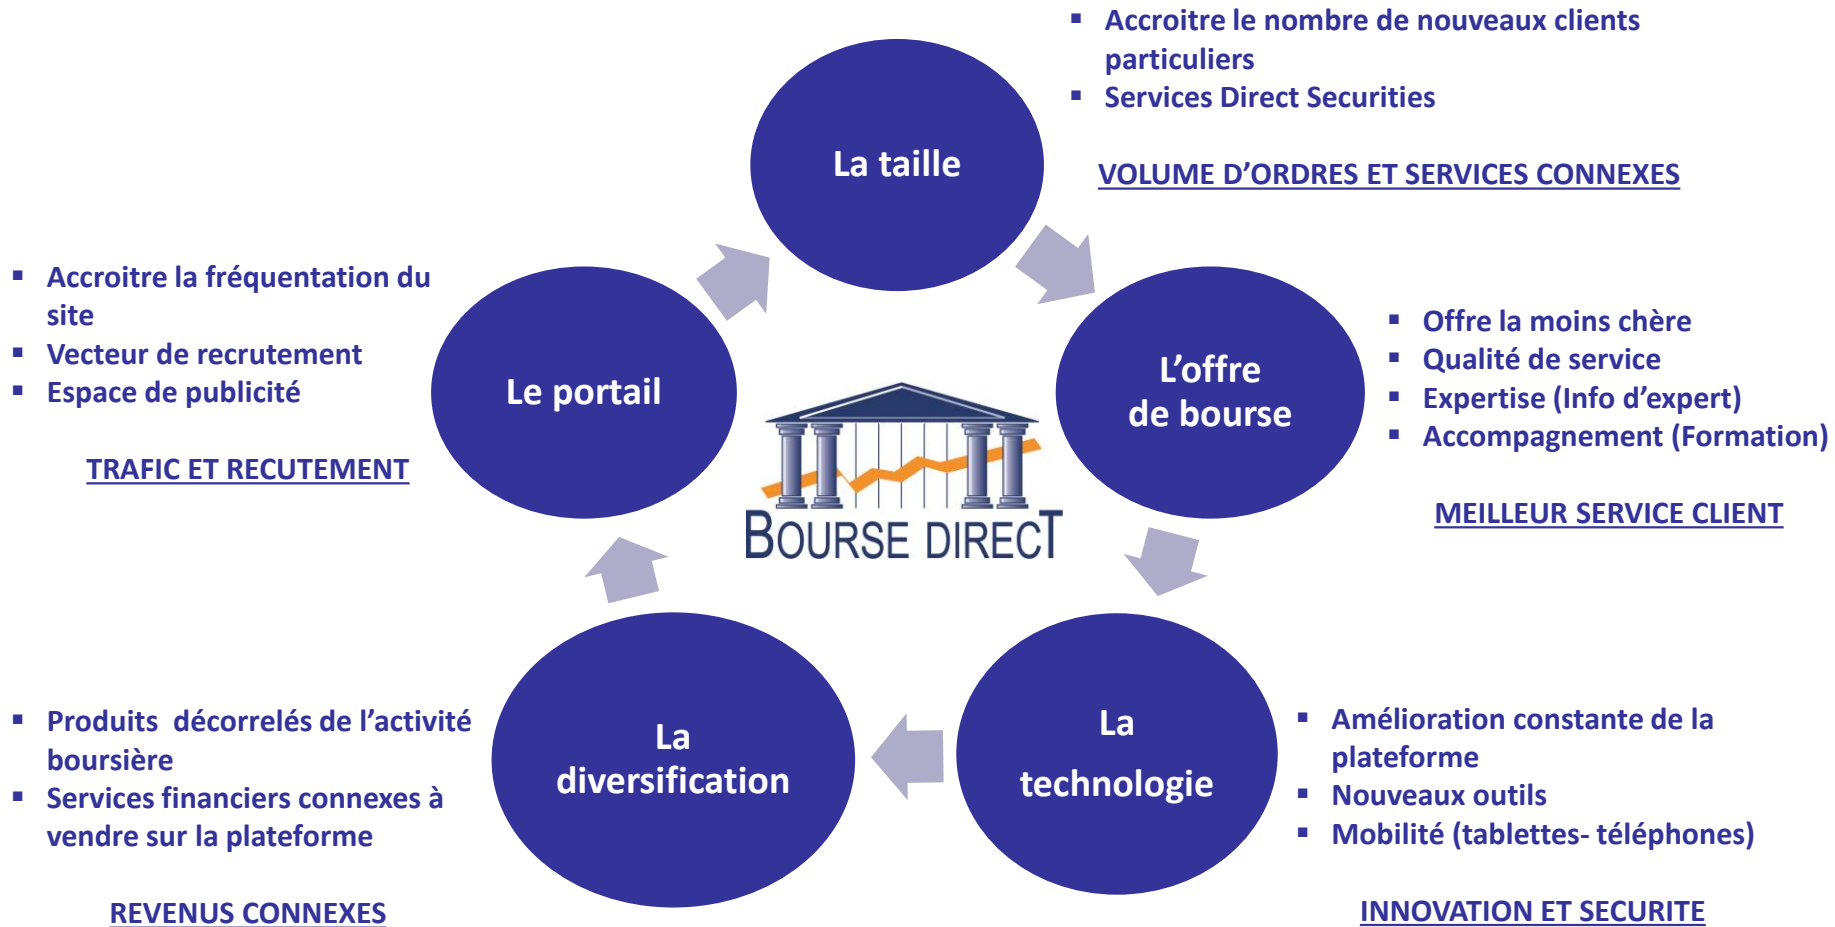 ▪ Accroitre le nombre de nouveaux clients
particuliers
▪ Services Direct Securities
VOLUME D’ORDRES ET SERVICES CONNEXES
La taille
L’offre
de bourse
▪ Offre la moins chère
▪ Qualité de service
▪ Expertise (Info d’expert)
▪ Accompagnement (Formation)
MEILLEUR SERVICE CLIENT
La
technologie
▪ Amélioration constante de la
plateforme
▪ Nouveaux outils
▪ Mobilité (tablettes- téléphones)
INNOVATION ET SECURITE
La
diversification
▪ Produits  décorrelés de l’activité
boursière
▪ Services financiers connexes à
vendre sur la plateforme
REVENUS CONNEXES
Le portail
▪ Accroitre la fréquentation du
site
▪ Vecteur de recrutement
▪ Espace de publicité
TRAFIC ET RECUTEMENT
BOURSE DIRECT